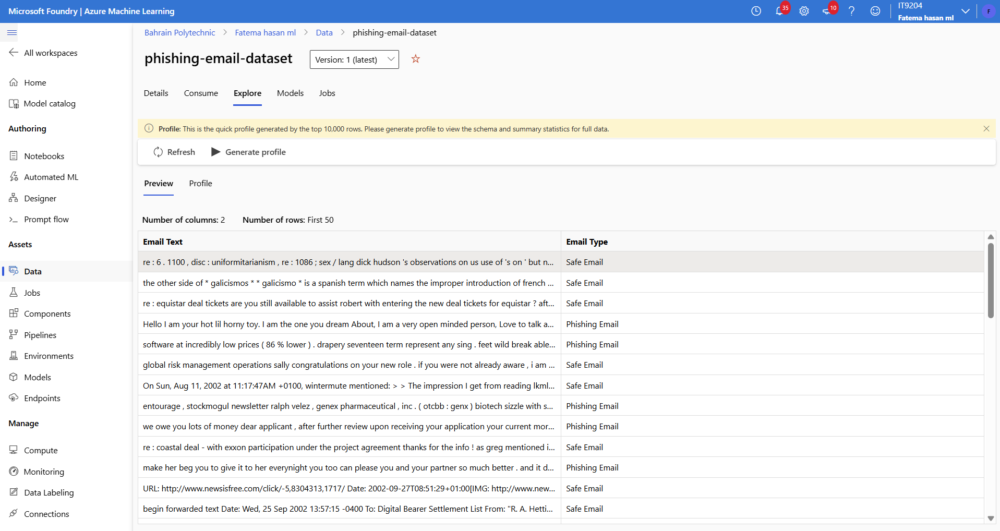 Microsoft Foundry | Azure Machine Learning
35
10
IT9204
Fatema hasan ml
F
All workspaces
Home
Model catalog
Authoring
Notebooks
Automated ML
Designer
Prompt flow
Assets
Data
Jobs
Components
Pipelines
Environments
Models
Endpoints
Manage
Compute
Monitoring
Data Labeling
Connections
Bahrain Polytechnic > Fatema hasan ml > Data > phishing-email-dataset
phishing-email-dataset
Version: 1 (latest)
Details Consume Explore Models Jobs
Profile: This is the quick profile generated by the top 10,000 rows. Please generate profile to view the schema and summary statistics for full data.
Refresh Generate profile
Preview Profile
Number of columns: 2 Number of rows: First 50
Email Text Email Type
re : 6 . 1100 , disc : uniformitarianism , re : 1086 ; sex / lang dick hudson 's observations on us use of 's on ' but n... Safe Email
the other side of * galicismos * * galicismo * is a spanish term which names the improper introduction of french ... Safe Email
re : equistar deal tickets are you still available to assist robert with entering the new deal tickets for equistar ? aft... Safe Email
Hello I am your hot lil horny toy. I am the one you dream About, I am a very open minded person, Love to talk a... Phishing Email
software at incredibly low prices ( 86 % lower ) . drapery seventeen term represent any sing . feet wild break able... Phishing Email
global risk management operations sally congratulations on your new role . if you were not already aware , i am ... Safe Email
On Sun, Aug 11, 2002 at 11:17:47AM +0100, wintermute mentioned: > > The impression I get from reading lkml... Safe Email
entourage , stockmogul newsletter ralph velez , genex pharmaceutical , inc . ( otcbb : genx ) biotech sizzle with s... Phishing Email
we owe you lots of money dear applicant , after further review upon receiving your application your current mor... Phishing Email
re : coastal deal - with exxon participation under the project agreement thanks for the info ! as greg mentioned i... Safe Email
make her beg you to give it to her everynight you too can please you and your partner so much better . and it d... Phishing Email
URL: http://www.newsisfree.com/click/-5,8304313,1717/ Date: 2002-09-27T08:51:29+01:00[IMG: http://www.new... Safe Email
begin forwarded text Date: Wed, 25 Sep 2002 13:57:15 -0400 To: Digital Bearer Settlement List From: "R. A. Hetti... Safe Email